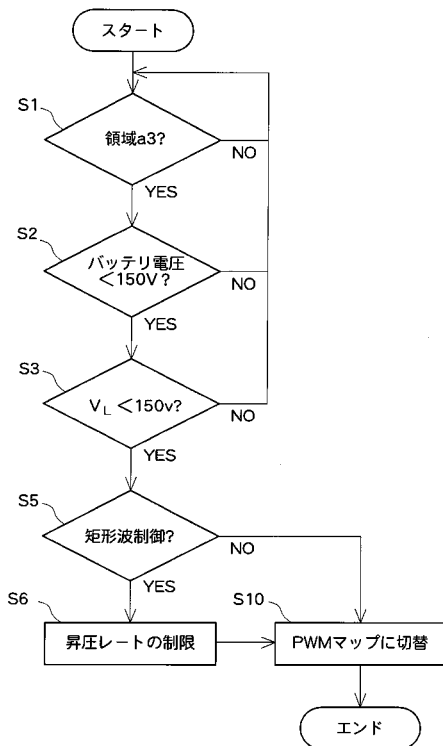 スタート
S1
領域a3?
NO
YES
S2
バッテリ電圧
<150V?
NO
YES
S3
VL <150v?
NO
YES
S5
矩形波制御?
NO
YES
S6
昇圧レートの制限
S10
PWMマップに切替
エンド